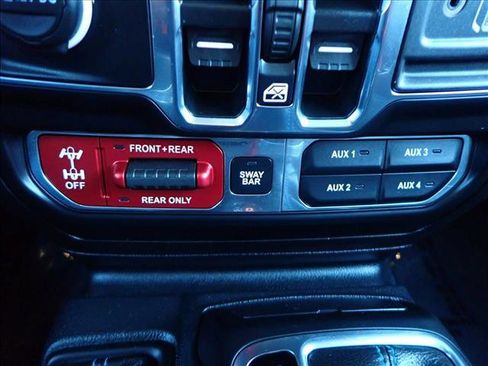 FRONT+REAR
OFF
REAR ONLY
SWAY
BAR
AUX 1
AUX 3
AUX 2
AUX 4